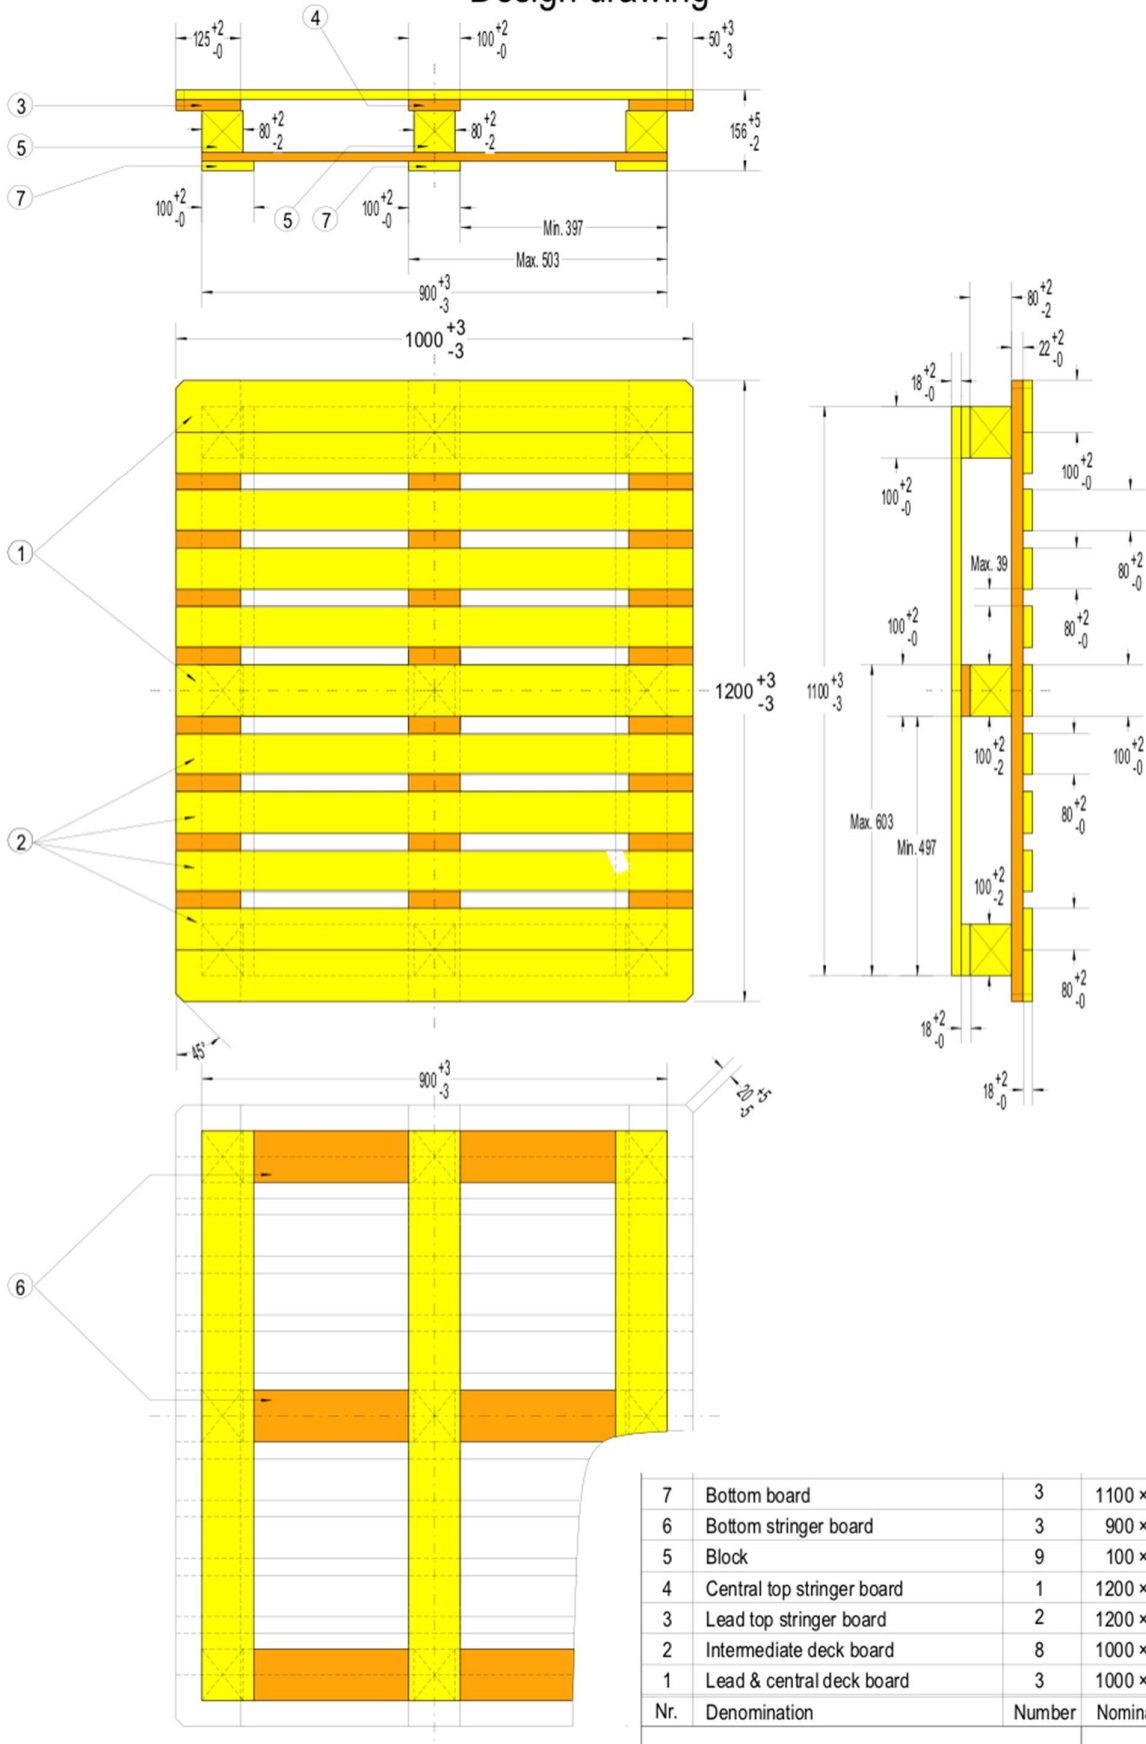 Design drawing
4
125 +2 -0
100 +2 -0
50 +3 -3
3
80 +2 -2
80 +2 -2
156 +5 -2
5
7
100 +2 -0
5
7
100 +2 -0
Min. 397
Max. 503
900 +3 -3
1000 +3 -3
80 +2 -2
22 +2 -0
18 +2 -0
100 +2 -0
100 +2 -0
1
Max. 39
80 +2 -0
100 +2 -0
80 +2 -0
1200 +3 -3
1100 +3 -3
100 +2 -2
100 +2 -0
2
Max. 603
Min. 497
80 +2 -0
100 +2 -2
80 +2 -0
18 +2 -0
45°
900 +3 -3
20 +5 -5
18 +2 -0
6
7 Bottom board 3 1100 ×
6 Bottom stringer board 3 900 ×
5 Block 9 100 ×
4 Central top stringer board 1 1200 ×
3 Lead top stringer board 2 1200 ×
2 Intermediate deck board 8 1000 ×
1 Lead & central deck board 3 1000 ×
Nr. Denomination Number Nomina